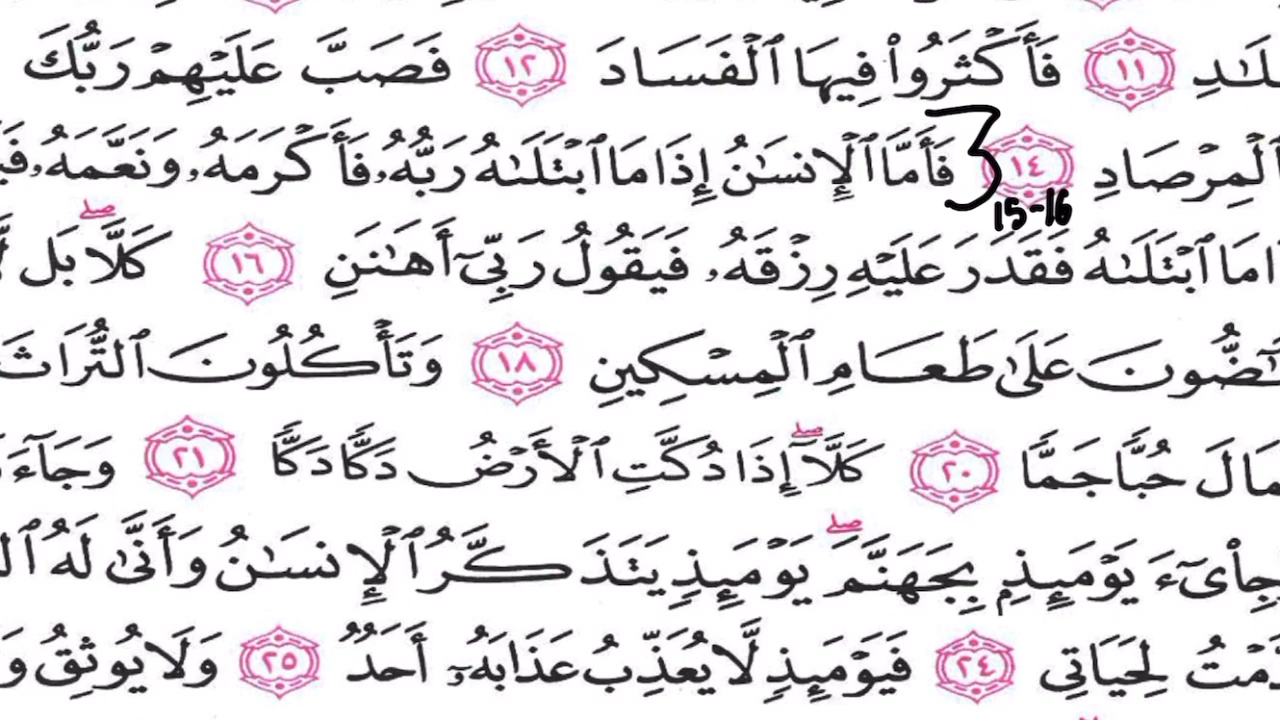 لَٰدِ ١١ فَأَكْثَرُوا۟ فِيهَا ٱلْفَسَادَ ١٢ فَصَبَّ عَلَيْهِمْ رَبُّكَ
ٱلْمِرْصَادِ ١٤ فَأَمَّا ٱلْإِنسَٰنُ إِذَا مَا ٱبْتَلَىٰهُ رَبُّهُۥ فَأَكْرَمَهُۥ وَنَعَّمَهُۥ
15-16
مَا ٱبْتَلَىٰهُ فَقَدَرَ عَلَيْهِ رِزْقَهُۥ فَيَقُولُ رَبِّىٓ أَهَٰنَنِ ١٦ كَلَّاۖ بَل
عَلَىٰ طَعَامِ ٱلْمِسْكِينِ ١٨ وَتَأْكُلُونَ ٱلتُّرَاثَ
حُبًّا جَمًّا ٢٠ كَلَّآۖ إِذَا دُكَّتِ ٱلْأَرْضُ دَكًّا دَكًّا ٢١ وَجَآءَ
جِا۟ىٓءَ يَوْمَئِذٍۭ بِجَهَنَّمَۖ يَوْمَئِذٍ يَتَذَكَّرُ ٱلْإِنسَٰنُ وَأَنَّىٰ لَهُ
لِحَيَاتِى ٢٤ فَيَوْمَئِذٍ لَّا يُعَذِّبُ عَذَابَهُۥٓ أَحَدٌ ٢٥ وَلَا يُوثِقُ